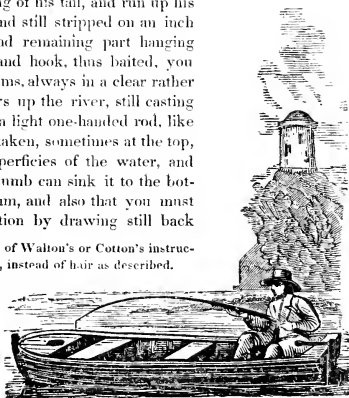 ng of his tail, and run up his
nd still stripped on an inch
nd remaining part hanging
and hook, thus baited, you
ms, always in a clear rather
rs up the river, still casting
a light one-handed rod, like
taken, sometimes at the top,
perficies of the water, and
umb can sink it to the bot-
um, and also that you must
tion by drawing still back
of Walton's or Cotton's instruc-
, instead of hair as described.